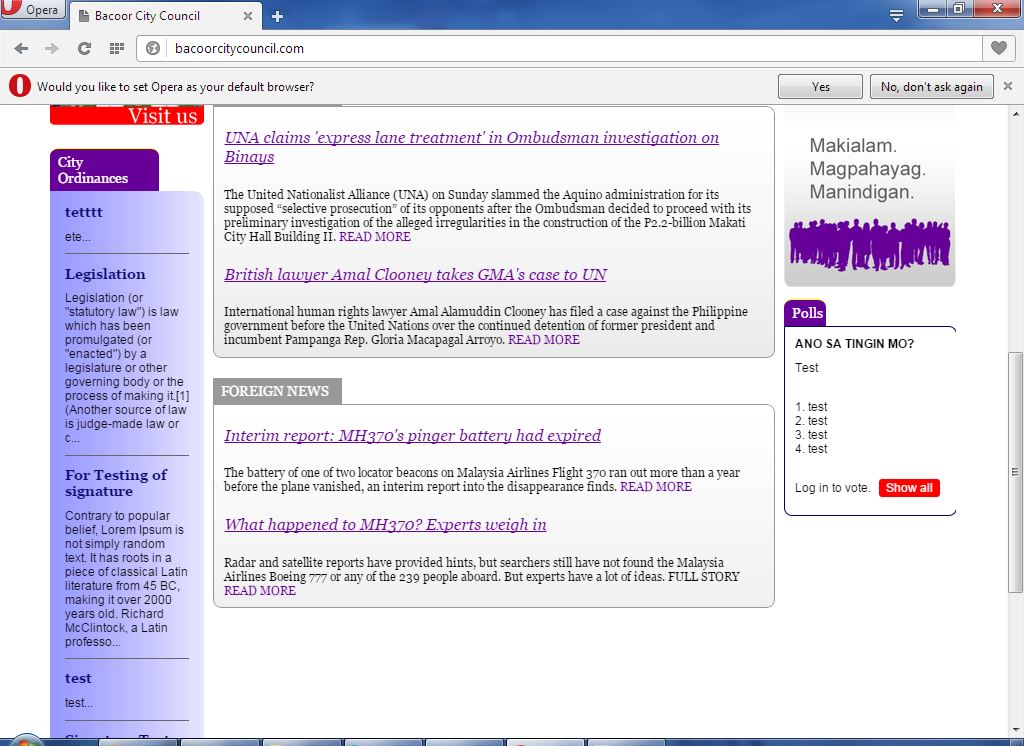 Opera
Bacoor City Council
bacoorcitycouncil.com
Would you like to set Opera as your default browser?
Yes
No, don't ask again
Visit us
City
Ordinances
tetttt
ete...
Legislation
Legislation (or
"statutory law") is law
which has been
promulgated (or
"enacted") by a
legislature or other
governing body or the
process of making it.[1]
(Another source of law
is judge-made law or
c...
For Testing of
signature
Contrary to popular
belief, Lorem Ipsum is
not simply random
text. It has roots in a
piece of classical Latin
literature from 45 BC,
making it over 2000
years old. Richard
McClintock, a Latin
professo...
test
test...
UNA claims 'express lane treatment' in Ombudsman investigation on
Binays
The United Nationalist Alliance (UNA) on Sunday slammed the Aquino administration for its
supposed “selective prosecution” of its opponents after the Ombudsman decided to proceed with its
preliminary investigation of the alleged irregularities in the construction of the P2.2-billion Makati
City Hall Building II. READ MORE
British lawyer Amal Clooney takes GMA's case to UN
International human rights lawyer Amal Alamuddin Clooney has filed a case against the Philippine
government before the United Nations over the continued detention of former president and
incumbent Pampanga Rep. Gloria Macapagal Arroyo. READ MORE
FOREIGN NEWS
Interim report: MH370's pinger battery had expired
The battery of one of two locator beacons on Malaysia Airlines Flight 370 ran out more than a year
before the plane vanished, an interim report into the disappearance finds. READ MORE
What happened to MH370? Experts weigh in
Radar and satellite reports have provided hints, but searchers still have not found the Malaysia
Airlines Boeing 777 or any of the 239 people aboard. But experts have a lot of ideas. FULL STORY
READ MORE
Makialam.
Magpahayag.
Manindigan.
Polls
ANO SA TINGIN MO?
Test
1. test
2. test
3. test
4. test
Log in to vote. Show all